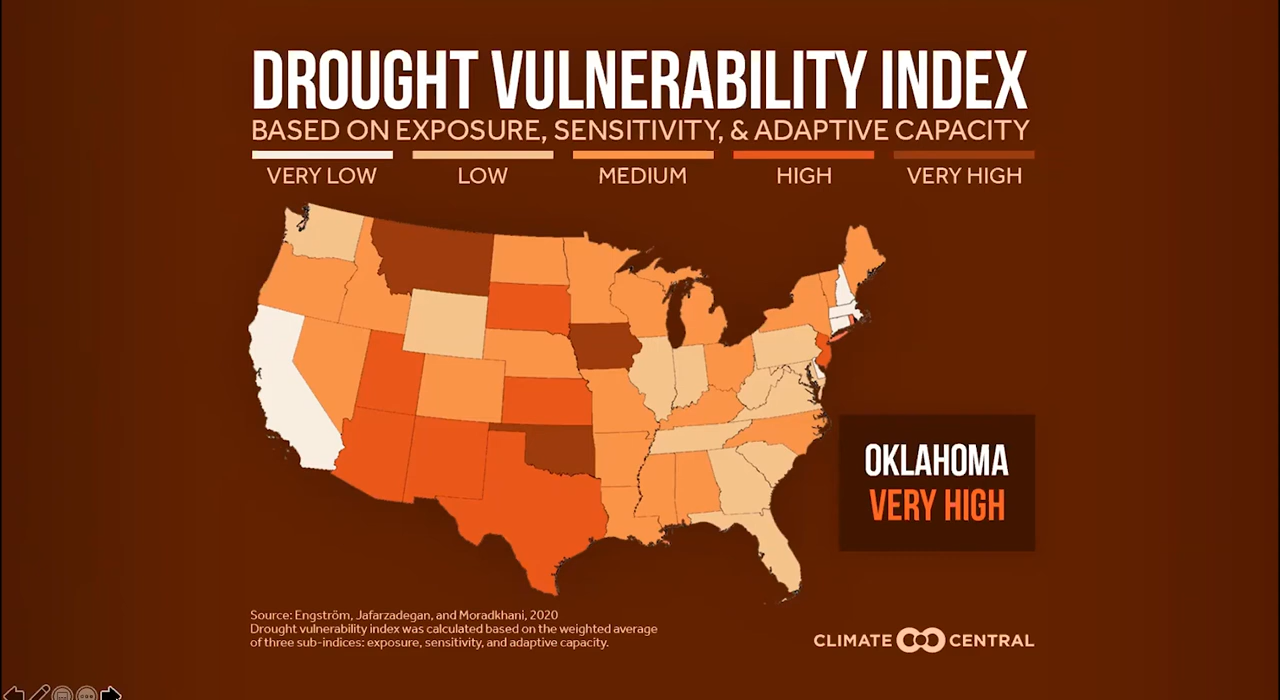 DROUGHT VULNERABILITY INDEX
BASED ON EXPOSURE, SENSITIVITY, & ADAPTIVE CAPACITY
VERY LOW
LOW
MEDIUM
HIGH
VERY HIGH
OKLAHOMA
VERY HIGH
Source: Engström, Jafarzadegan, and Moradkhani, 2020
Drought vulnerability index was calculated based on the weighted average
of three sub-indices: exposure, sensitivity, and adaptive capacity.
CLIMATE CENTRAL